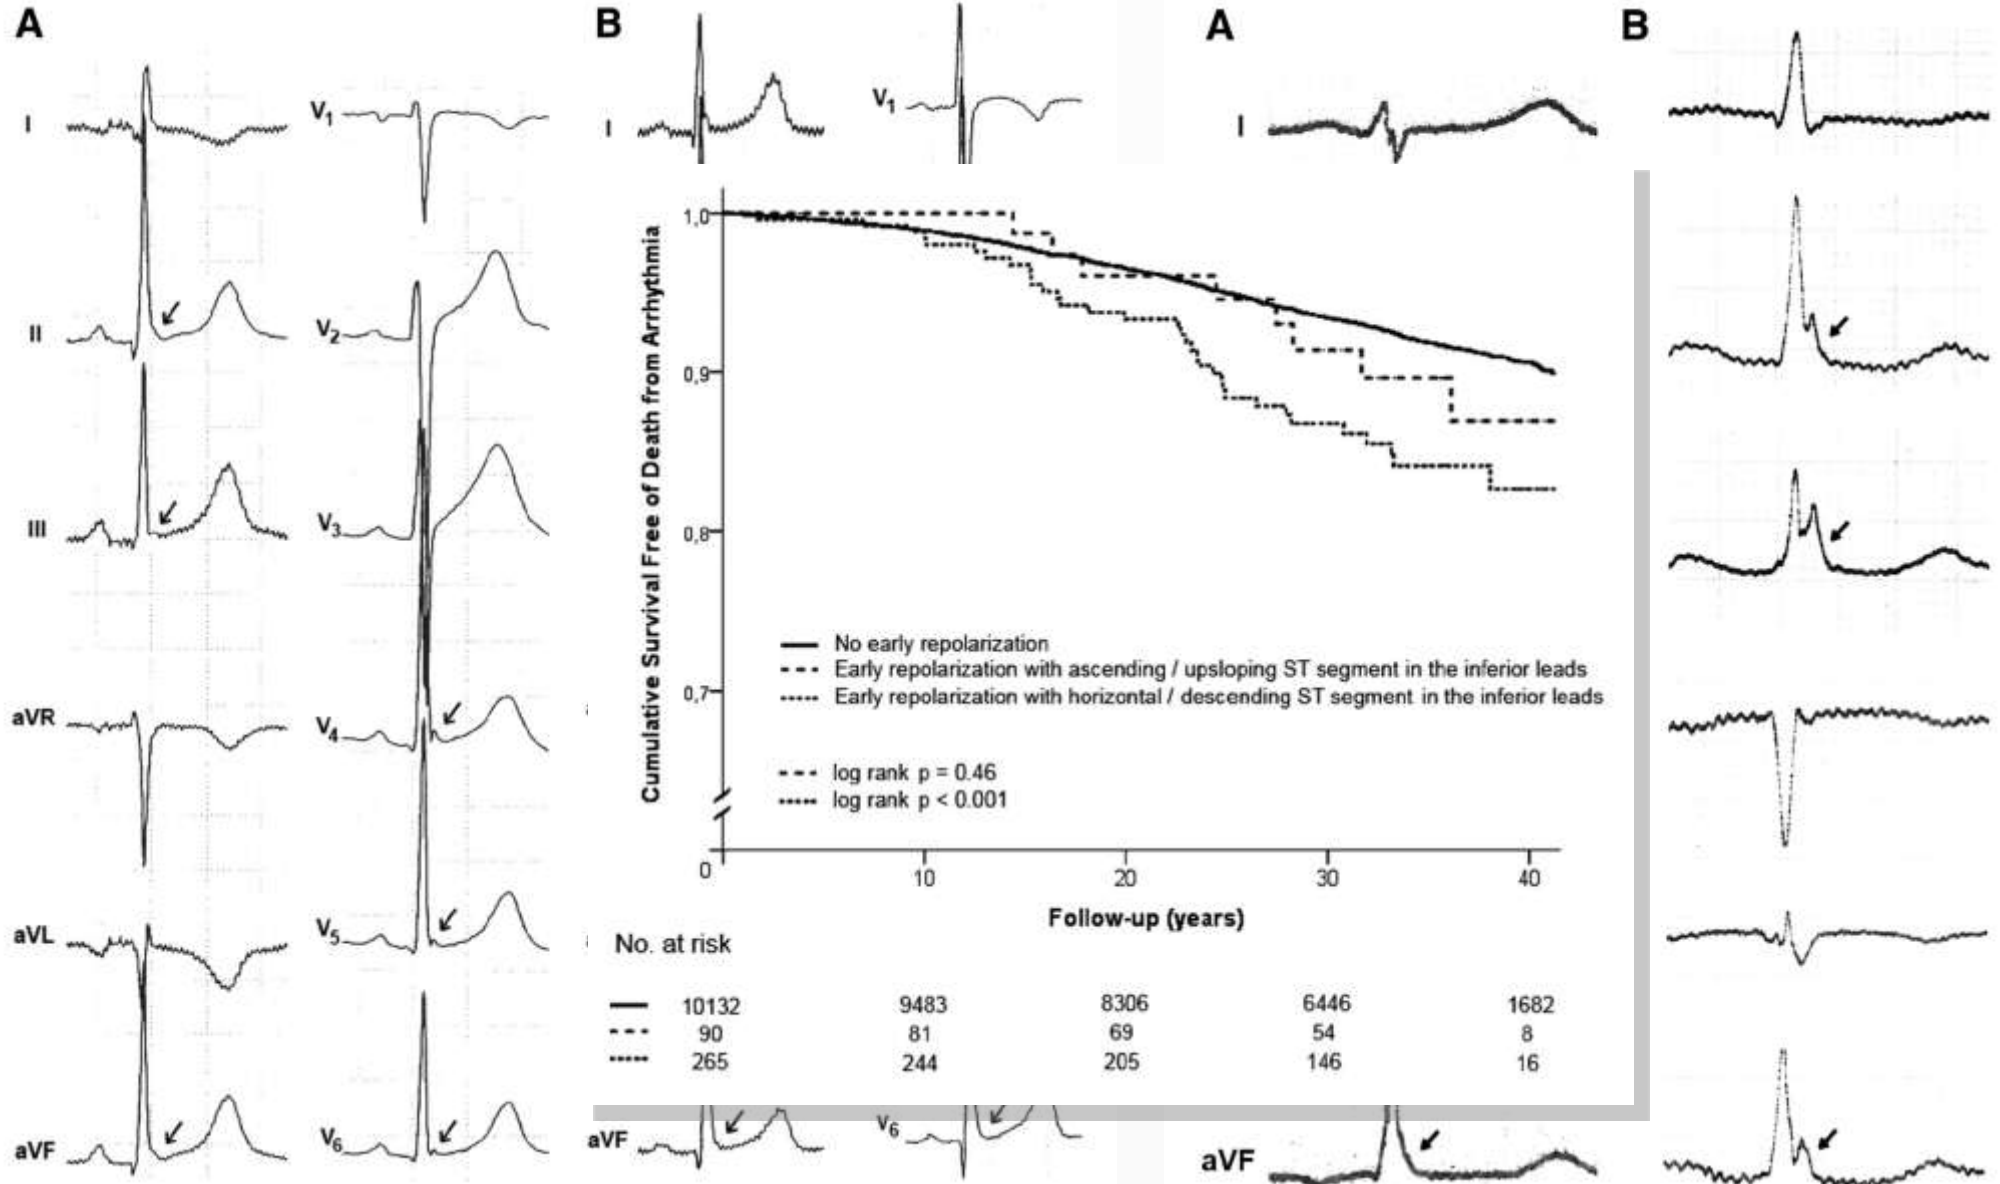 A
I
II
III
aVR
aVL
aVF
V1
V2
V3
V4
V5
V6
B
I
V1
A
I
B
Cumulative Survival Free of Death from Arrhythmia
1,0
0,9
0,8
0,7
No early repolarization
Early repolarization with ascending / upsloping ST segment in the inferior leads
Early repolarization with horizontal / descending ST segment in the inferior leads
log rank p = 0.46
log rank p < 0.001
0 10 20 30 40
Follow-up (years)
No. at risk
10132 9483 8306 6446 1682
90 81 69 54 8
265 244 205 146 16
aVF
V6
aVF